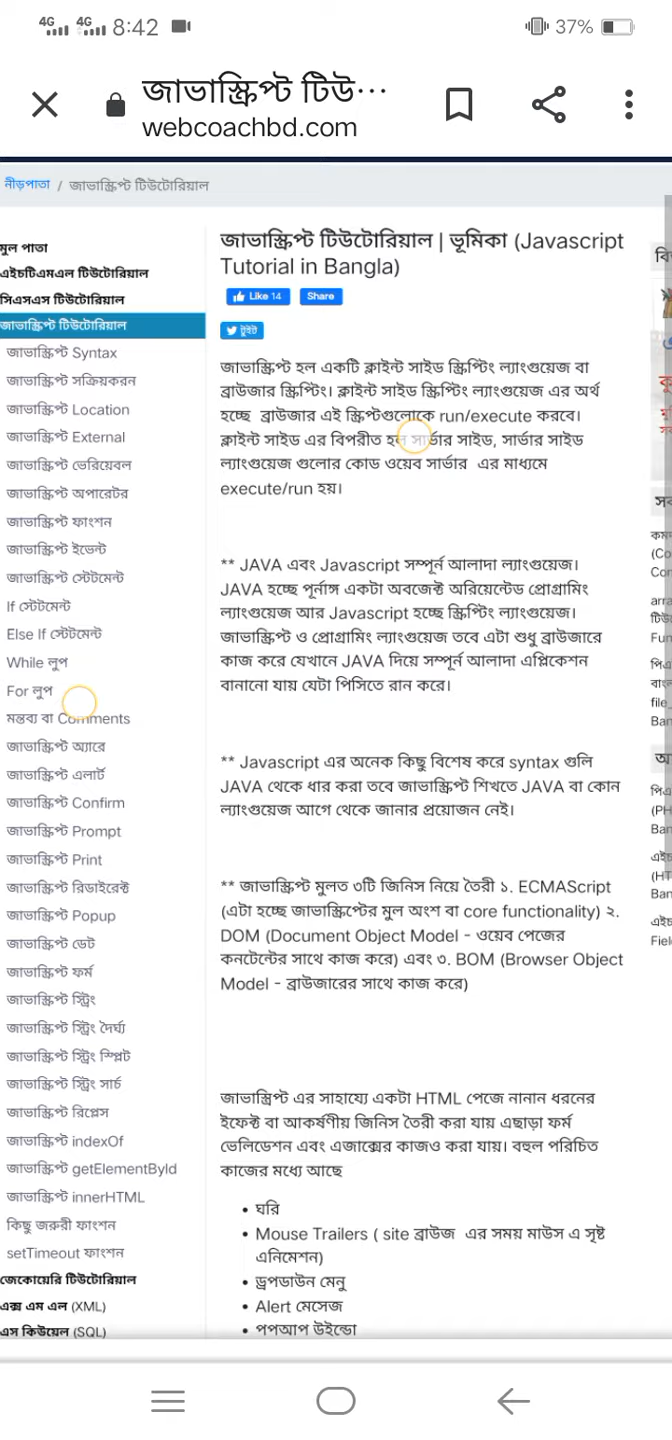 4G 4G 8:42 37%
জাভাস্ক্রিপ্ট টিউ...
webcoachbd.com
নীড়পাতা / জাভাস্ক্রিপ্ট টিউটোরিয়াল
মুল পাতা
এইচটিএমএল টিউটোরিয়াল
সিএসএস টিউটোরিয়াল
জাভাস্ক্রিপ্ট টিউটোরিয়াল
জাভাস্ক্রিপ্ট Syntax
জাভাস্ক্রিপ্ট সক্রিয়করন
জাভাস্ক্রিপ্ট Location
জাভাস্ক্রিপ্ট External
জাভাস্ক্রিপ্ট ভেরিয়েবল
জাভাস্ক্রিপ্ট অপারেটর
জাভাস্ক্রিপ্ট ফাংশন
জাভাস্ক্রিপ্ট ইভেন্ট
জাভাস্ক্রিপ্ট স্টেটমেন্ট
If স্টেটমেন্ট
Else If স্টেটমেন্ট
While লুপ
For লুপ
মন্তব্য বা Comments
জাভাস্ক্রিপ্ট অ্যারে
জাভাস্ক্রিপ্ট এলার্ট
জাভাস্ক্রিপ্ট Confirm
জাভাস্ক্রিপ্ট Prompt
জাভাস্ক্রিপ্ট Print
জাভাস্ক্রিপ্ট রিডাইরেক্ট
জাভাস্ক্রিপ্ট Popup
জাভাস্ক্রিপ্ট ডেট
জাভাস্ক্রিপ্ট ফর্ম
জাভাস্ক্রিপ্ট স্ট্রিং
জাভাস্ক্রিপ্ট স্ট্রিং দৈর্ঘ্য
জাভাস্ক্রিপ্ট স্ট্রিং স্প্লিট
জাভাস্ক্রিপ্ট স্ট্রিং সার্চ
জাভাস্ক্রিপ্ট রিপ্লেস
জাভাস্ক্রিপ্ট indexOf
জাভাস্ক্রিপ্ট getElementById
জাভাস্ক্রিপ্ট innerHTML
কিছু জরুরী ফাংশন
setTimeout ফাংশন
জেকোয়েরি টিউটোরিয়াল
এক্স এম এল (XML)
এস কিউয়েল (SQL)
জাভাস্ক্রিপ্ট টিউটোরিয়াল | ভূমিকা (Javascript
Tutorial in Bangla)
Like 14 Share
টুইট
জাভাস্ক্রিপ্ট হল একটি ক্লাইন্ট সাইড স্ক্রিপ্টিং ল্যাংগুয়েজ বা
ব্রাউজার স্ক্রিপ্টিং। ক্লাইন্ট সাইড স্ক্রিপ্টিং ল্যাংগুয়েজ এর অর্থ
হচ্ছে ব্রাউজার এই স্ক্রিপ্টগুলোকে run/execute করবে।
ক্লাইন্ট সাইড এর বিপরীত হল সার্ভার সাইড, সার্ভার সাইড
ল্যাংগুয়েজ গুলোর কোড ওয়েব সার্ভার এর মাধ্যমে
execute/run হয়।
** JAVA এবং Javascript সম্পূর্ন আলাদা ল্যাংগুয়েজ।
JAVA হচ্ছে পূর্নাঙ্গ একটা অবজেক্ট অরিয়েন্টেড প্রোগ্রামিং
ল্যাংগুয়েজ আর Javascript হচ্ছে স্ক্রিপ্টিং ল্যাংগুয়েজ।
জাভাস্ক্রিপ্ট ও প্রোগ্রামিং ল্যাংগুয়েজ তবে এটা শুধু ব্রাউজারে
কাজ করে যেখানে JAVA দিয়ে সম্পূর্ন আলাদা এপ্লিকেশন
বানানো যায় যেটা পিসিতে রান করে।
** Javascript এর অনেক কিছু বিশেষ করে syntax গুলি
JAVA থেকে ধার করা তবে জাভাস্ক্রিপ্ট শিখতে JAVA বা কোন
ল্যাংগুয়েজ আগে থেকে জানার প্রয়োজন নেই।
** জাভাস্ক্রিপ্ট মুলত ৩টি জিনিস নিয়ে তৈরী ১. ECMAScript
(এটা হচ্ছে জাভাস্ক্রিপ্টের মুল অংশ বা core functionality) ২.
DOM (Document Object Model - ওয়েব পেজের
কনটেন্টের সাথে কাজ করে) এবং ৩. BOM (Browser Object
Model - ব্রাউজারের সাথে কাজ করে)
জাভাস্ত্রিপ্ট এর সাহায্যে একটা HTML পেজে নানান ধরনের
ইফেক্ট বা আকর্ষণীয় জিনিস তৈরী করা যায় এছাড়া ফর্ম
ভেলিডেশন এবং এজাক্সের কাজও করা যায়। বহুল পরিচিত
কাজের মধ্যে আছে
• ঘরি
• Mouse Trailers ( site ব্রাউজ এর সময় মাউস এ সৃষ্ট
এনিমেশন)
• ড্রপডাউন মেনু
• Alert মেসেজ
• পপআপ উইন্ডো